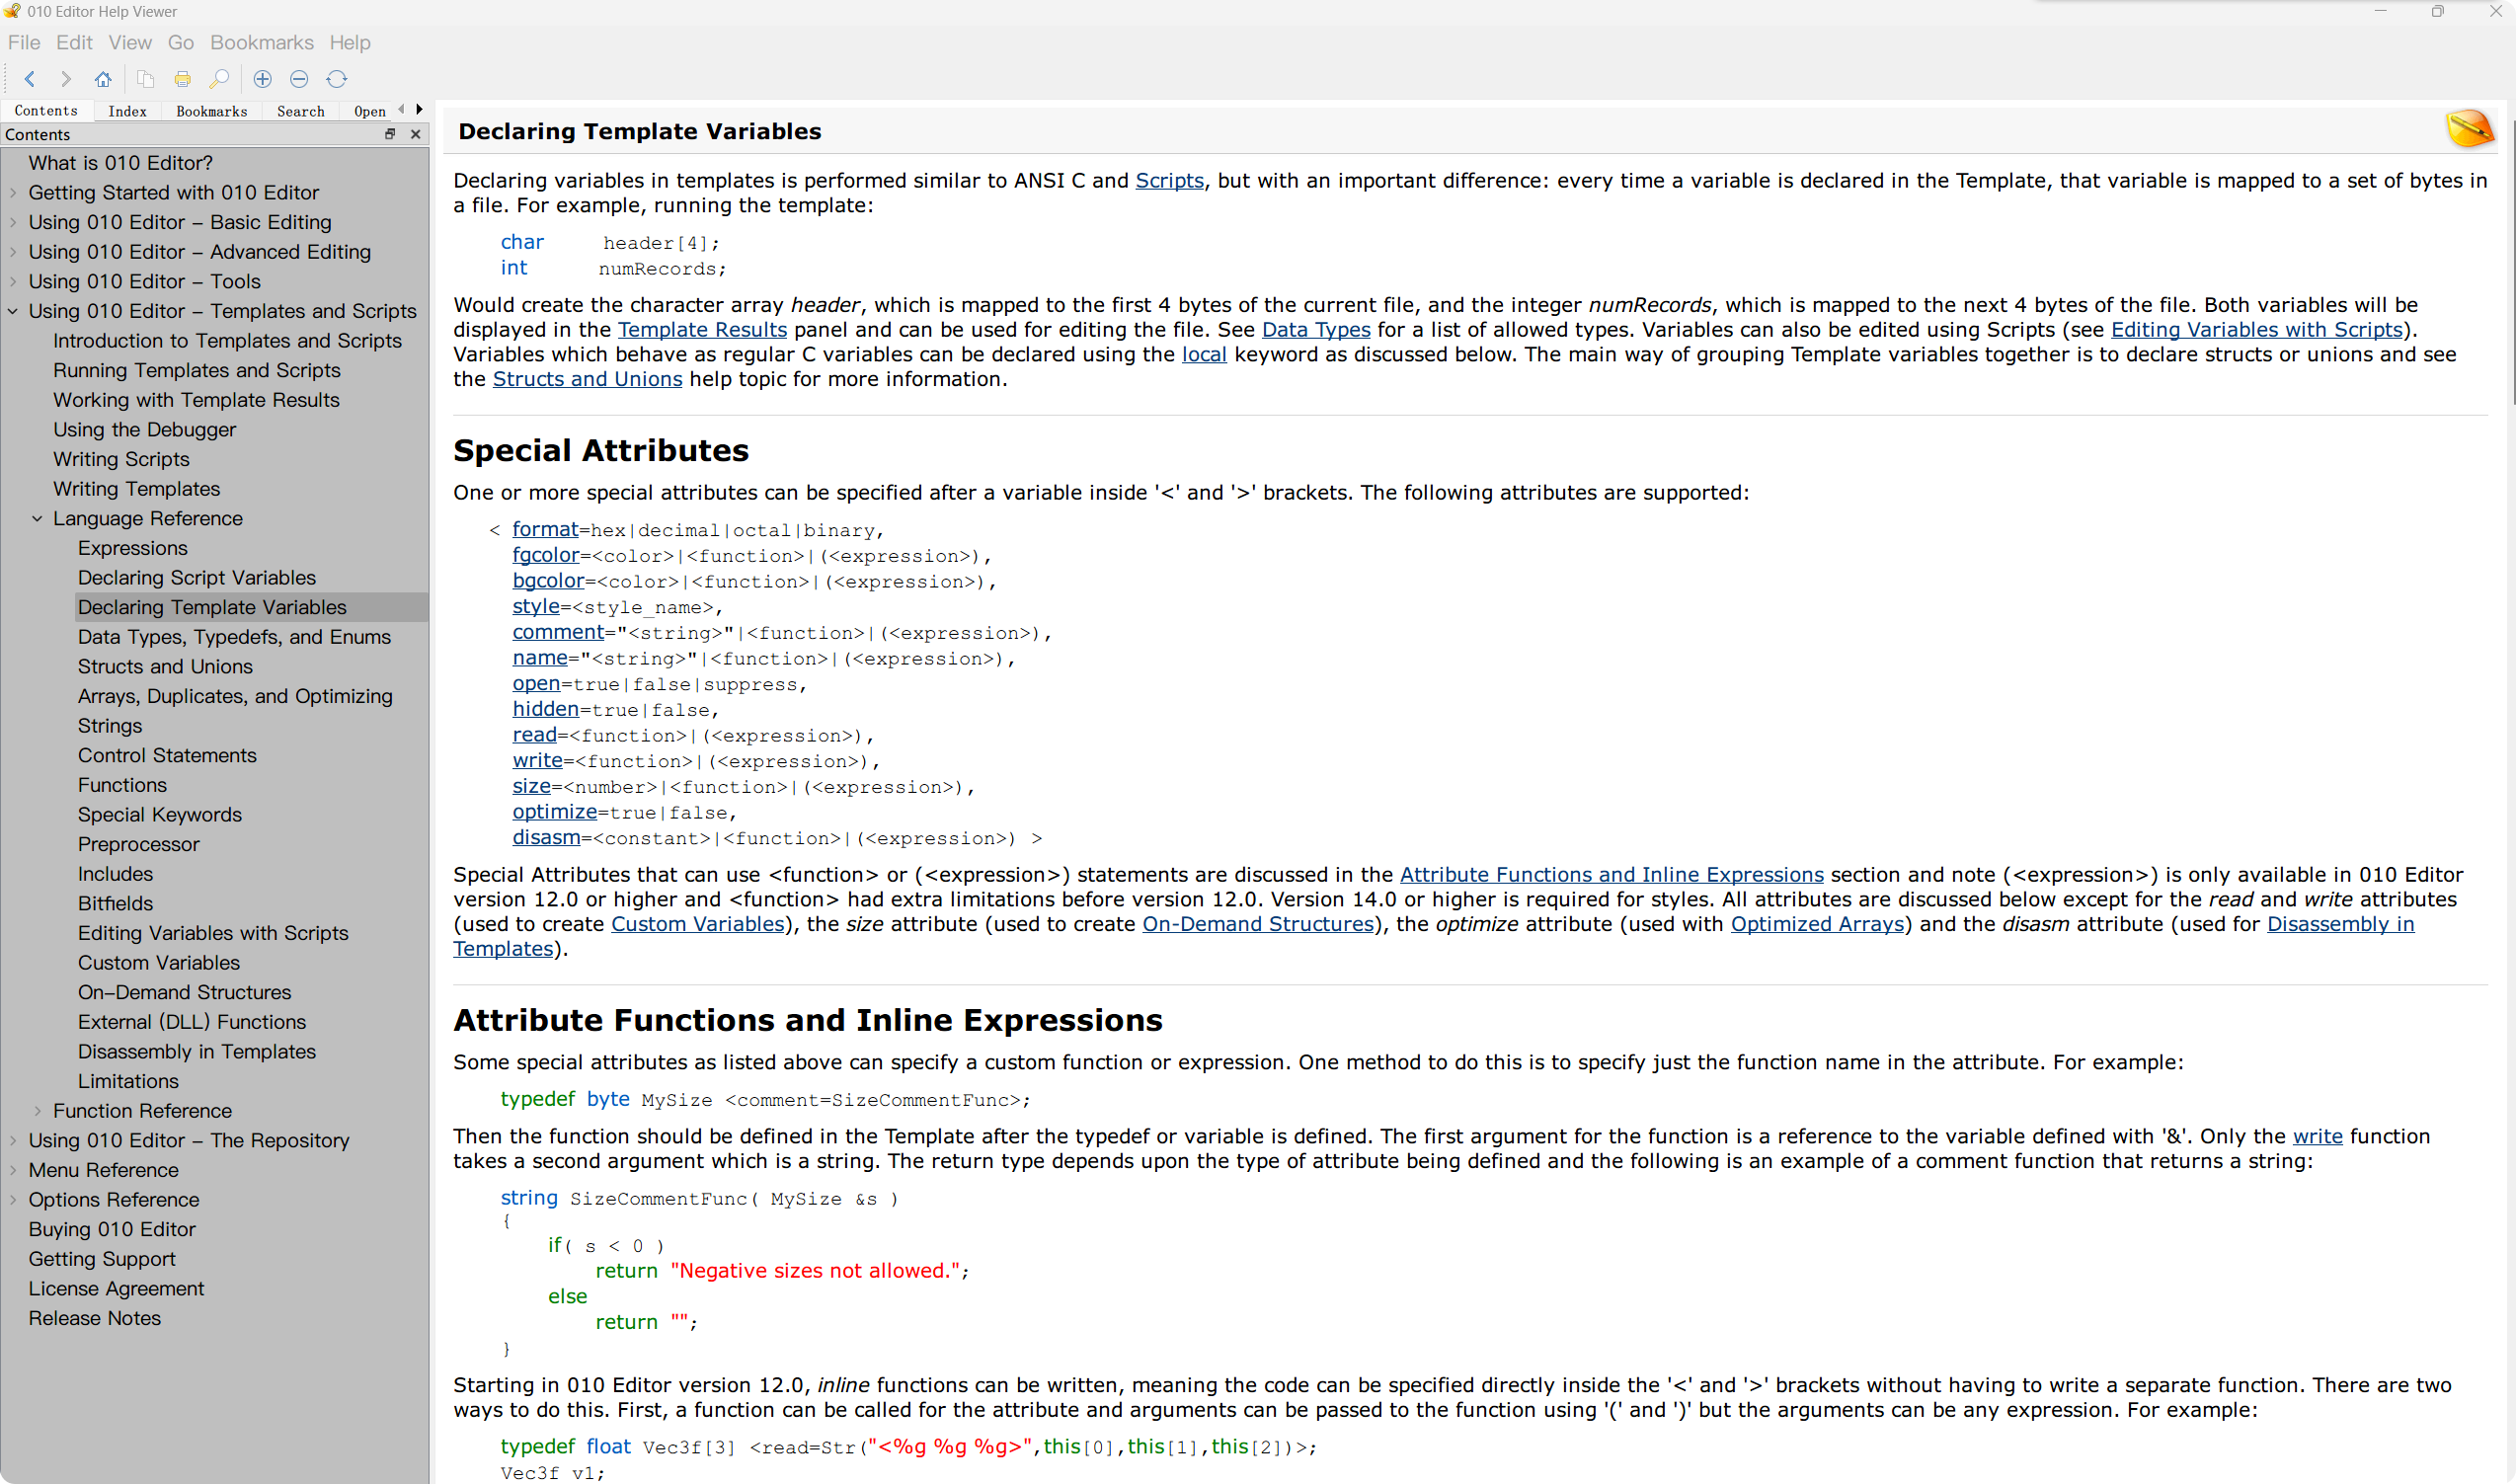 010 Editor Help Viewer
File Edit View Go Bookmarks Help
Contents Index Bookmarks Search Open
Contents
What is 010 Editor?
Getting Started with 010 Editor
Using 010 Editor – Basic Editing
Using 010 Editor – Advanced Editing
Using 010 Editor – Tools
Using 010 Editor – Templates and Scripts
Introduction to Templates and Scripts
Running Templates and Scripts
Working with Template Results
Using the Debugger
Writing Scripts
Writing Templates
Language Reference
Expressions
Declaring Script Variables
Declaring Template Variables
Data Types, Typedefs, and Enums
Structs and Unions
Arrays, Duplicates, and Optimizing
Strings
Control Statements
Functions
Special Keywords
Preprocessor
Includes
Bitfields
Editing Variables with Scripts
Custom Variables
On–Demand Structures
External (DLL) Functions
Disassembly in Templates
Limitations
Function Reference
Using 010 Editor – The Repository
Menu Reference
Options Reference
Buying 010 Editor
Getting Support
License Agreement
Release Notes
Declaring Template Variables
Declaring variables in templates is performed similar to ANSI C and Scripts, but with an important difference: every time a variable is declared in the Template, that variable is mapped to a set of bytes in
a file. For example, running the template:
char header[4];
int numRecords;
Would create the character array header, which is mapped to the first 4 bytes of the current file, and the integer numRecords, which is mapped to the next 4 bytes of the file. Both variables will be
displayed in the Template Results panel and can be used for editing the file. See Data Types for a list of allowed types. Variables can also be edited using Scripts (see Editing Variables with Scripts).
Variables which behave as regular C variables can be declared using the local keyword as discussed below. The main way of grouping Template variables together is to declare structs or unions and see
the Structs and Unions help topic for more information.
Special Attributes
One or more special attributes can be specified after a variable inside '<' and '>' brackets. The following attributes are supported:
< format=hex|decimal|octal|binary,
fgcolor=<color>|<function>|(<expression>),
bgcolor=<color>|<function>|(<expression>),
style=<style_name>,
comment="<string>"|<function>|(<expression>),
name="<string>"|<function>|(<expression>),
open=true|false|suppress,
hidden=true|false,
read=<function>|(<expression>),
write=<function>|(<expression>),
size=<number>|<function>|(<expression>),
optimize=true|false,
disasm=<constant>|<function>|(<expression>) >
Special Attributes that can use <function> or (<expression>) statements are discussed in the Attribute Functions and Inline Expressions section and note (<expression>) is only available in 010 Editor
version 12.0 or higher and <function> had extra limitations before version 12.0. Version 14.0 or higher is required for styles. All attributes are discussed below except for the read and write attributes
(used to create Custom Variables), the size attribute (used to create On-Demand Structures), the optimize attribute (used with Optimized Arrays) and the disasm attribute (used for Disassembly in
Templates).
Attribute Functions and Inline Expressions
Some special attributes as listed above can specify a custom function or expression. One method to do this is to specify just the function name in the attribute. For example:
typedef byte MySize <comment=SizeCommentFunc>;
Then the function should be defined in the Template after the typedef or variable is defined. The first argument for the function is a reference to the variable defined with '&'. Only the write function
takes a second argument which is a string. The return type depends upon the type of attribute being defined and the following is an example of a comment function that returns a string:
string SizeCommentFunc( MySize &s )
{
if( s < 0 )
return "Negative sizes not allowed.";
else
return "";
}
Starting in 010 Editor version 12.0, inline functions can be written, meaning the code can be specified directly inside the '<' and '>' brackets without having to write a separate function. There are two
ways to do this. First, a function can be called for the attribute and arguments can be passed to the function using '(' and ')' but the arguments can be any expression. For example:
typedef float Vec3f[3] <read=Str("<%g %g %g>",this[0],this[1],this[2])>;
Vec3f v1;